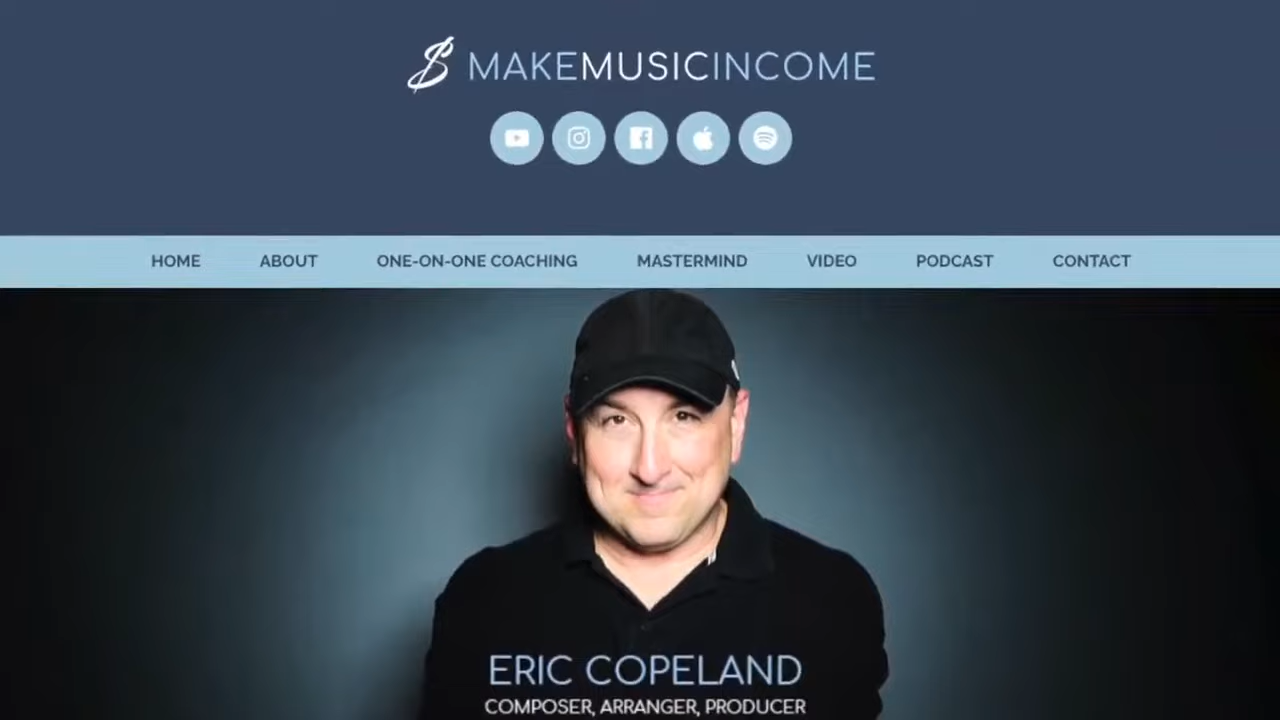 MAKEMUSICINCOME
HOME ABOUT ONE-ON-ONE COACHING MASTERMIND VIDEO PODCAST CONTACT
ERIC COPELAND
COMPOSER, ARRANGER, PRODUCER